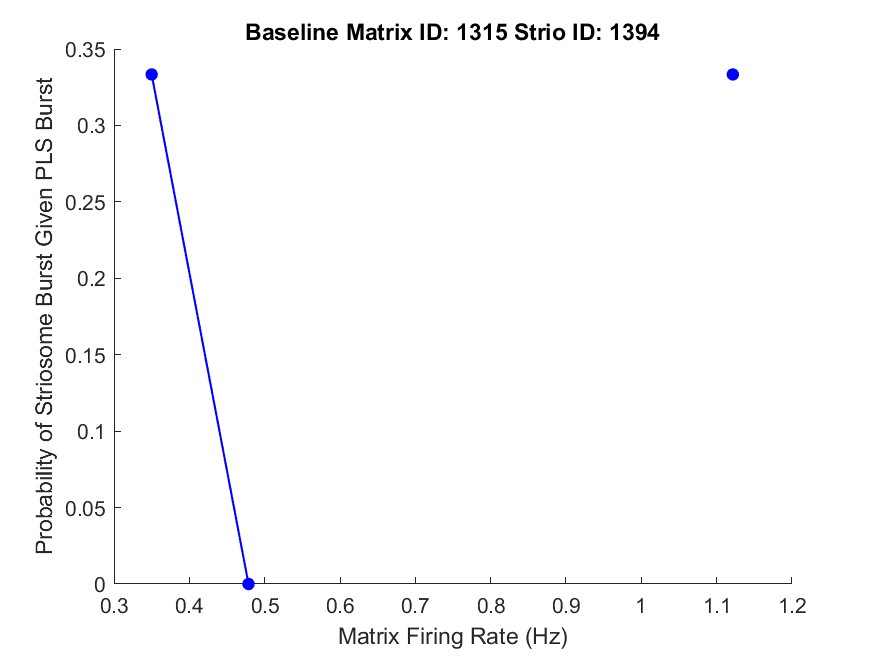 Baseline Matrix ID: 1315 Strio ID: 1394
Probability of Striosome Burst Given PLS Burst
0.35
0.3
0.25
0.2
0.15
0.1
0.05
0
0.3 0.4 0.5 0.6 0.7 0.8 0.9 1 1.1 1.2
Matrix Firing Rate (Hz)